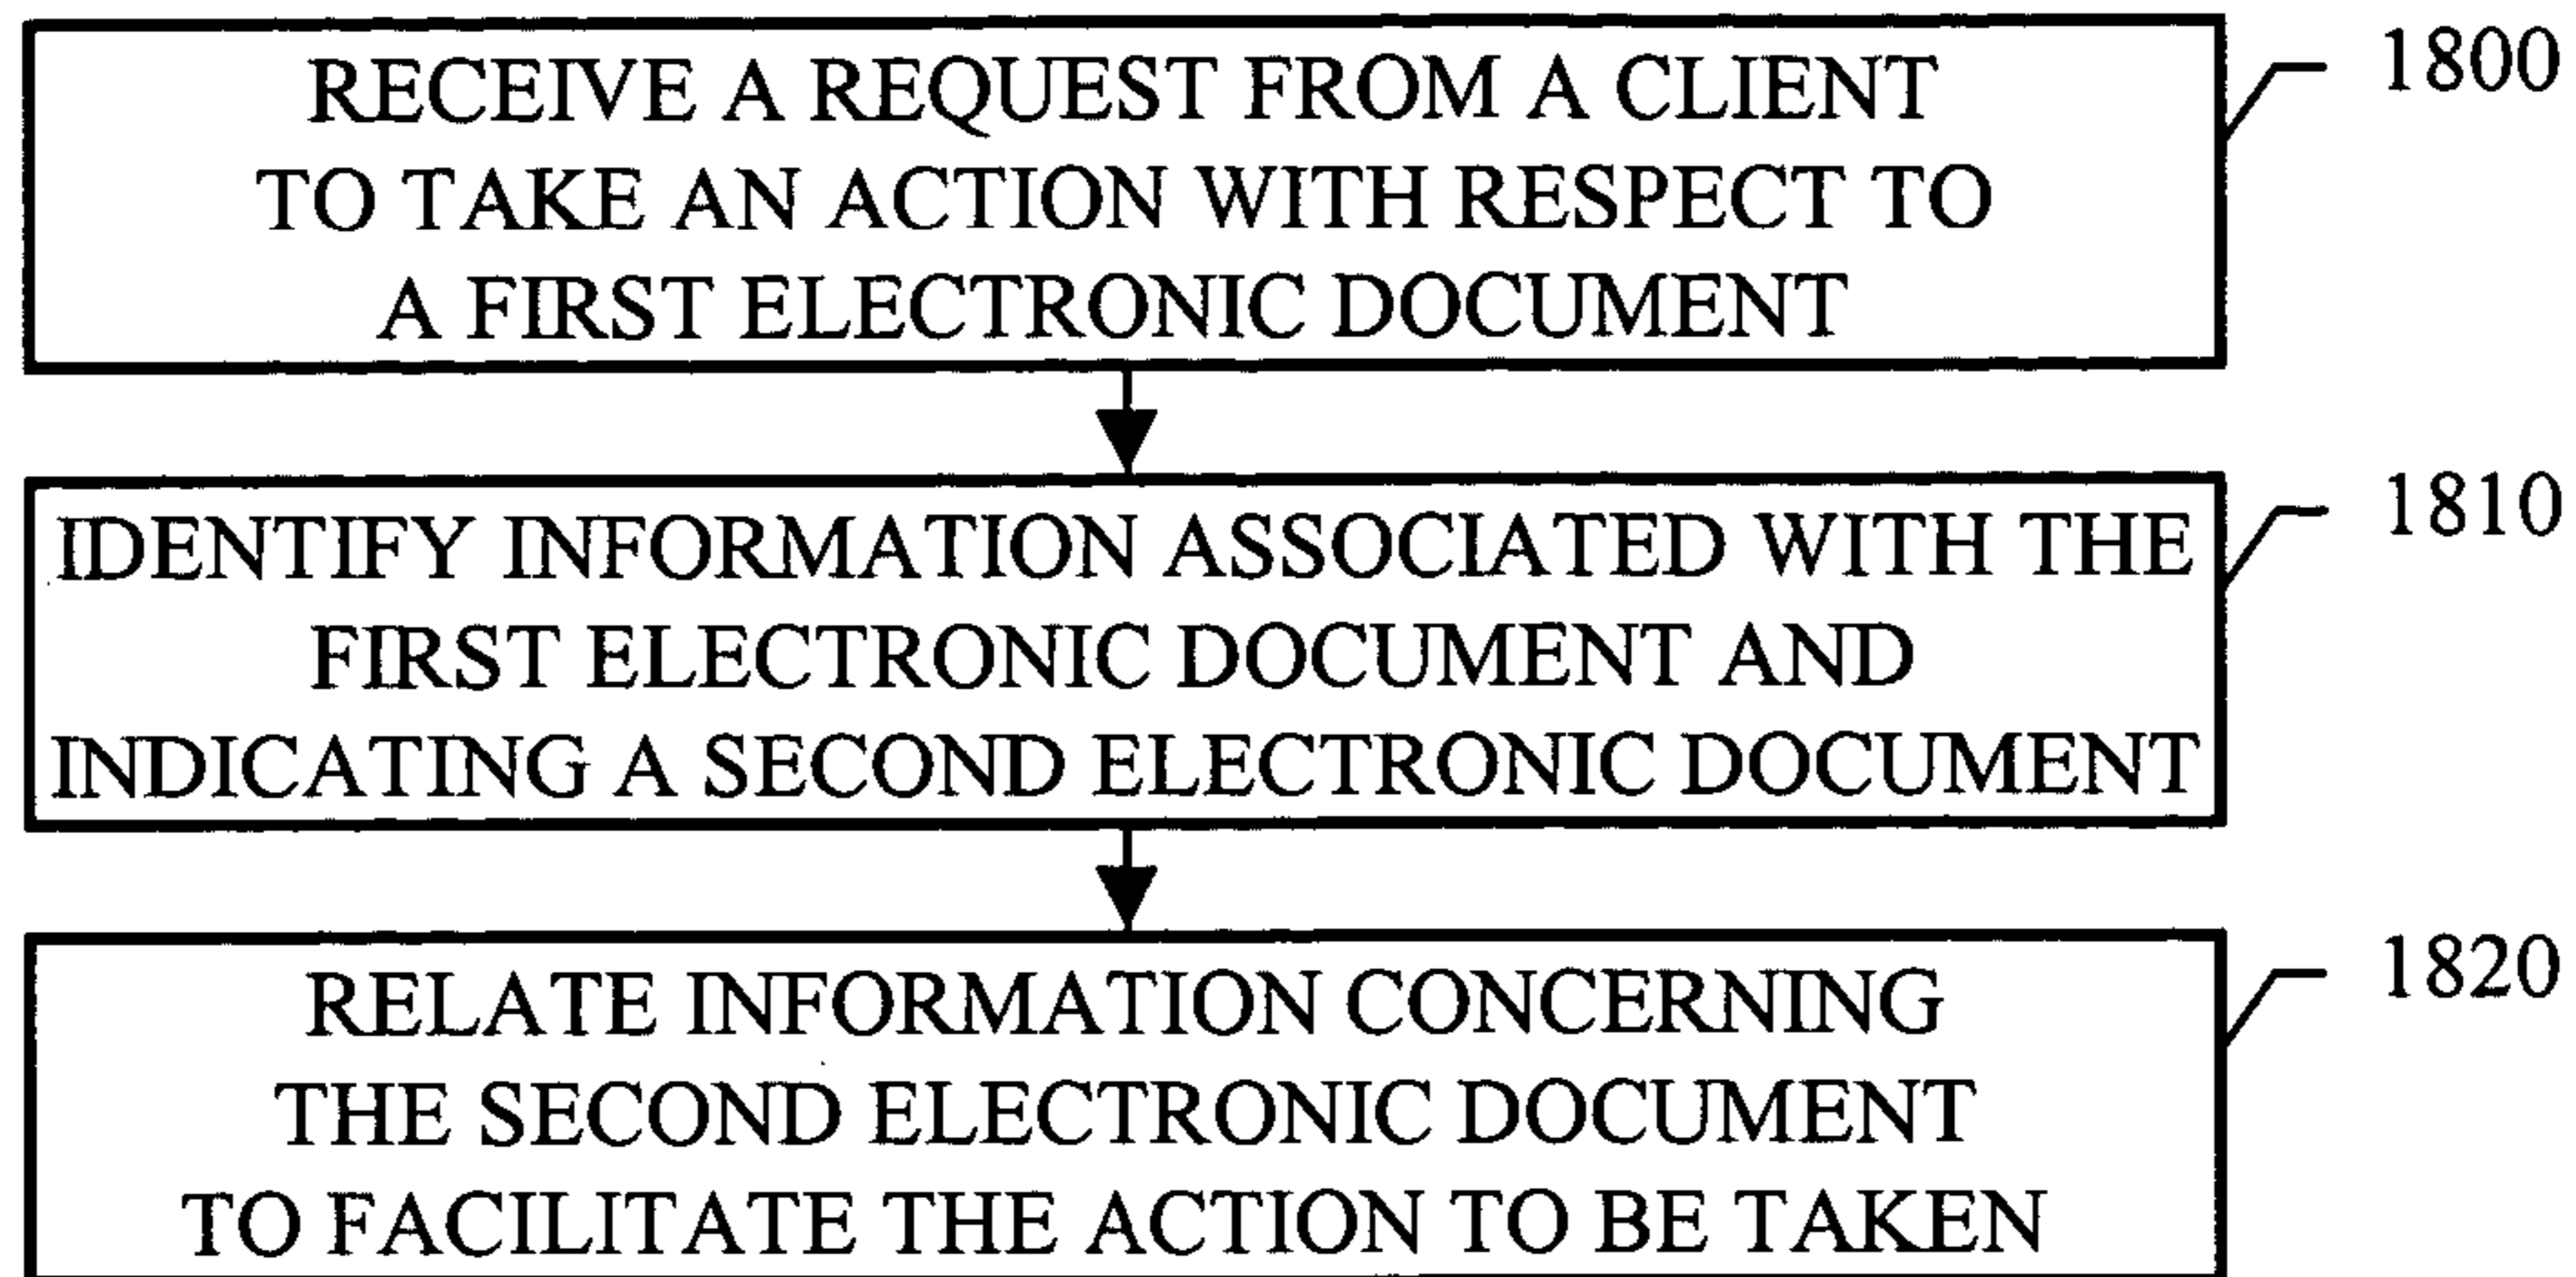 RECEIVE A REQUEST FROM A CLIENT
TO TAKE AN ACTION WITH RESPECT TO
A FIRST ELECTRONIC DOCUMENT
1800
IDENTIFY INFORMATION ASSOCIATED WITH THE
FIRST ELECTRONIC DOCUMENT AND
INDICATING A SECOND ELECTRONIC DOCUMENT
1810
RELATE INFORMATION CONCERNING
THE SECOND ELECTRONIC DOCUMENT
TO FACILITATE THE ACTION TO BE TAKEN
1820